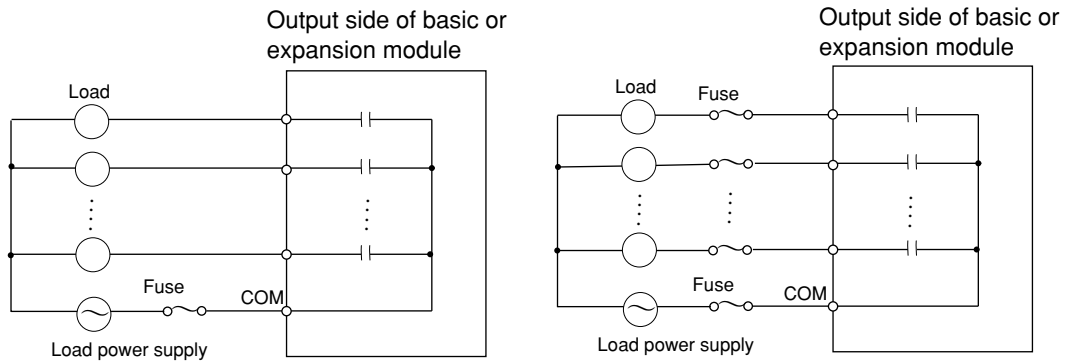 Output side of basic or
expansion module
Load
Fuse
COM
Load power supply
Output side of basic or
expansion module
Load
Fuse
Fuse
COM
Load power supply